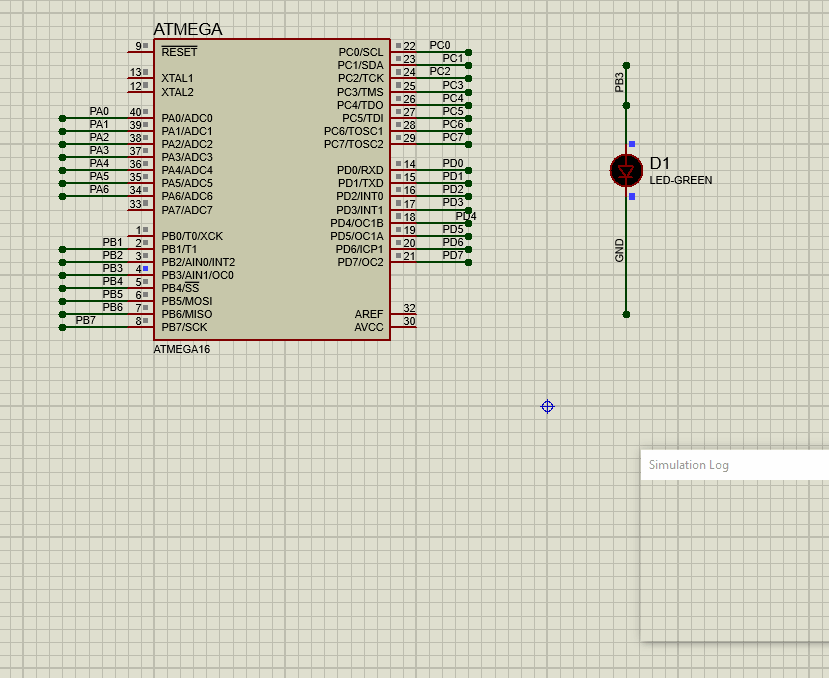 ATMEGA
9 RESET PC0/SCL 22 PC0
PC1/SDA 23 PC1
13 XTAL1 PC2/TCK 24 PC2
12 XTAL2 PC3/TMS 25 PC3
PC4/TDO 26 PC4
PA0 40 PA0/ADC0 PC5/TDI 27 PC5
PA1 39 PA1/ADC1 PC6/TOSC1 28 PC6
PA2 38 PA2/ADC2 PC7/TOSC2 29 PC7
PA3 37 PA3/ADC3
PA4 36 PA4/ADC4 PD0/RXD 14 PD0
PA5 35 PA5/ADC5 PD1/TXD 15 PD1
PA6 34 PA6/ADC6 PD2/INT0 16 PD2
33 PA7/ADC7 PD3/INT1 17 PD3
PD4/OC1B 18 PD4
1 PB0/T0/XCK PD5/OC1A 19 PD5
PB1 2 PB1/T1 PD6/ICP1 20 PD6
PB2 3 PB2/AIN0/INT2 PD7/OC2 21 PD7
PB3 4 PB3/AIN1/OC0
PB4 5 PB4/SS
PB5 6 PB5/MOSI
PB6 7 PB6/MISO AREF 32
PB7 8 PB7/SCK AVCC 30
ATMEGA16
PB3
D1
LED-GREEN
GND
Simulation Log